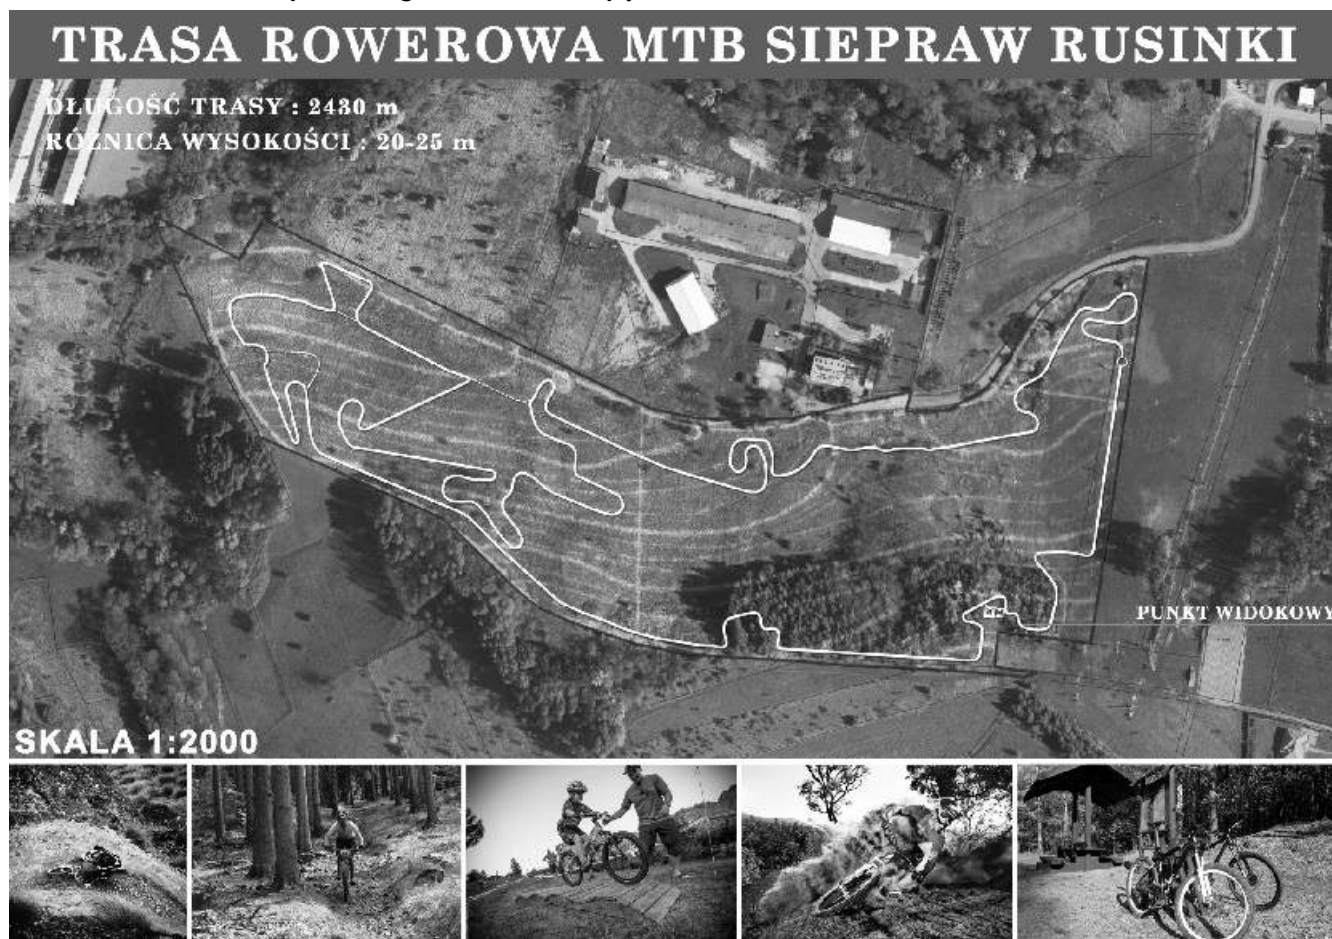 TRASA ROWEROWA MTB SIEPRAW RUSINKI
DŁUGOŚĆ TRASY : 2430 m
RÓŻNICA WYSOKOŚCI : 20-25 m
PUNKT WIDOKOWY
SKALA 1:2000